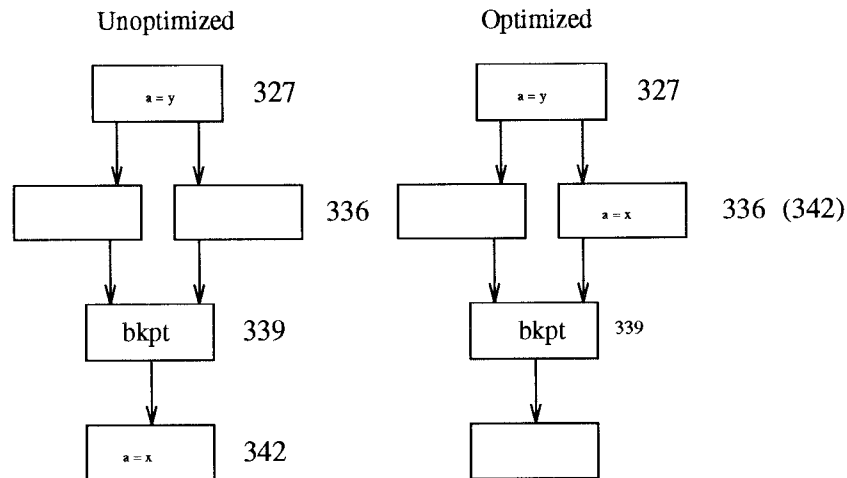 Unoptimized
Optimized
a = y
327
a = y
327
336
a = x
336 (342)
bkpt
339
bkpt
339
a = x
342